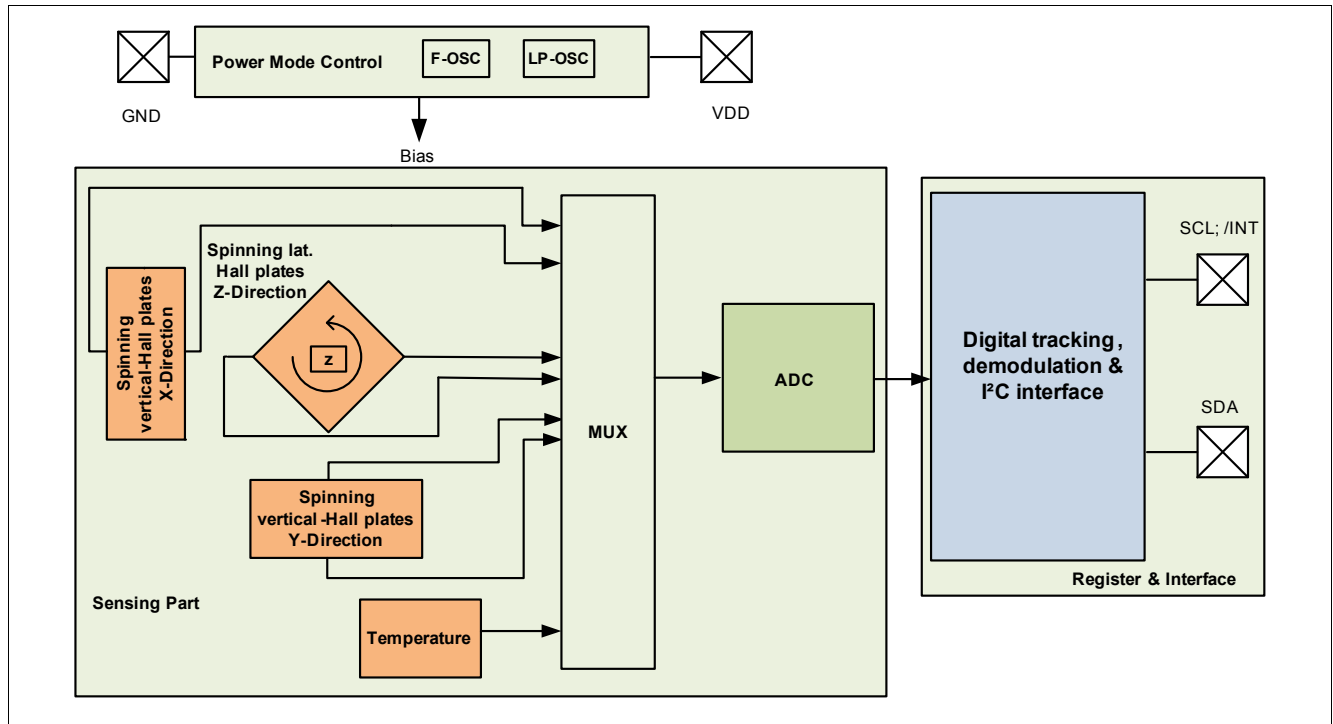 Power Mode Control
F-OSC
LP-OSC
GND
VDD
Bias
Spinning lat.
Hall plates
Z-Direction
Spinning
vertical-Hall plates
X-Direction
z
Spinning
vertical-Hall plates
Y-Direction
Temperature
Sensing Part
MUX
ADC
Digital tracking,
demodulation &
I²C interface
SCL; /INT
SDA
Register & Interface